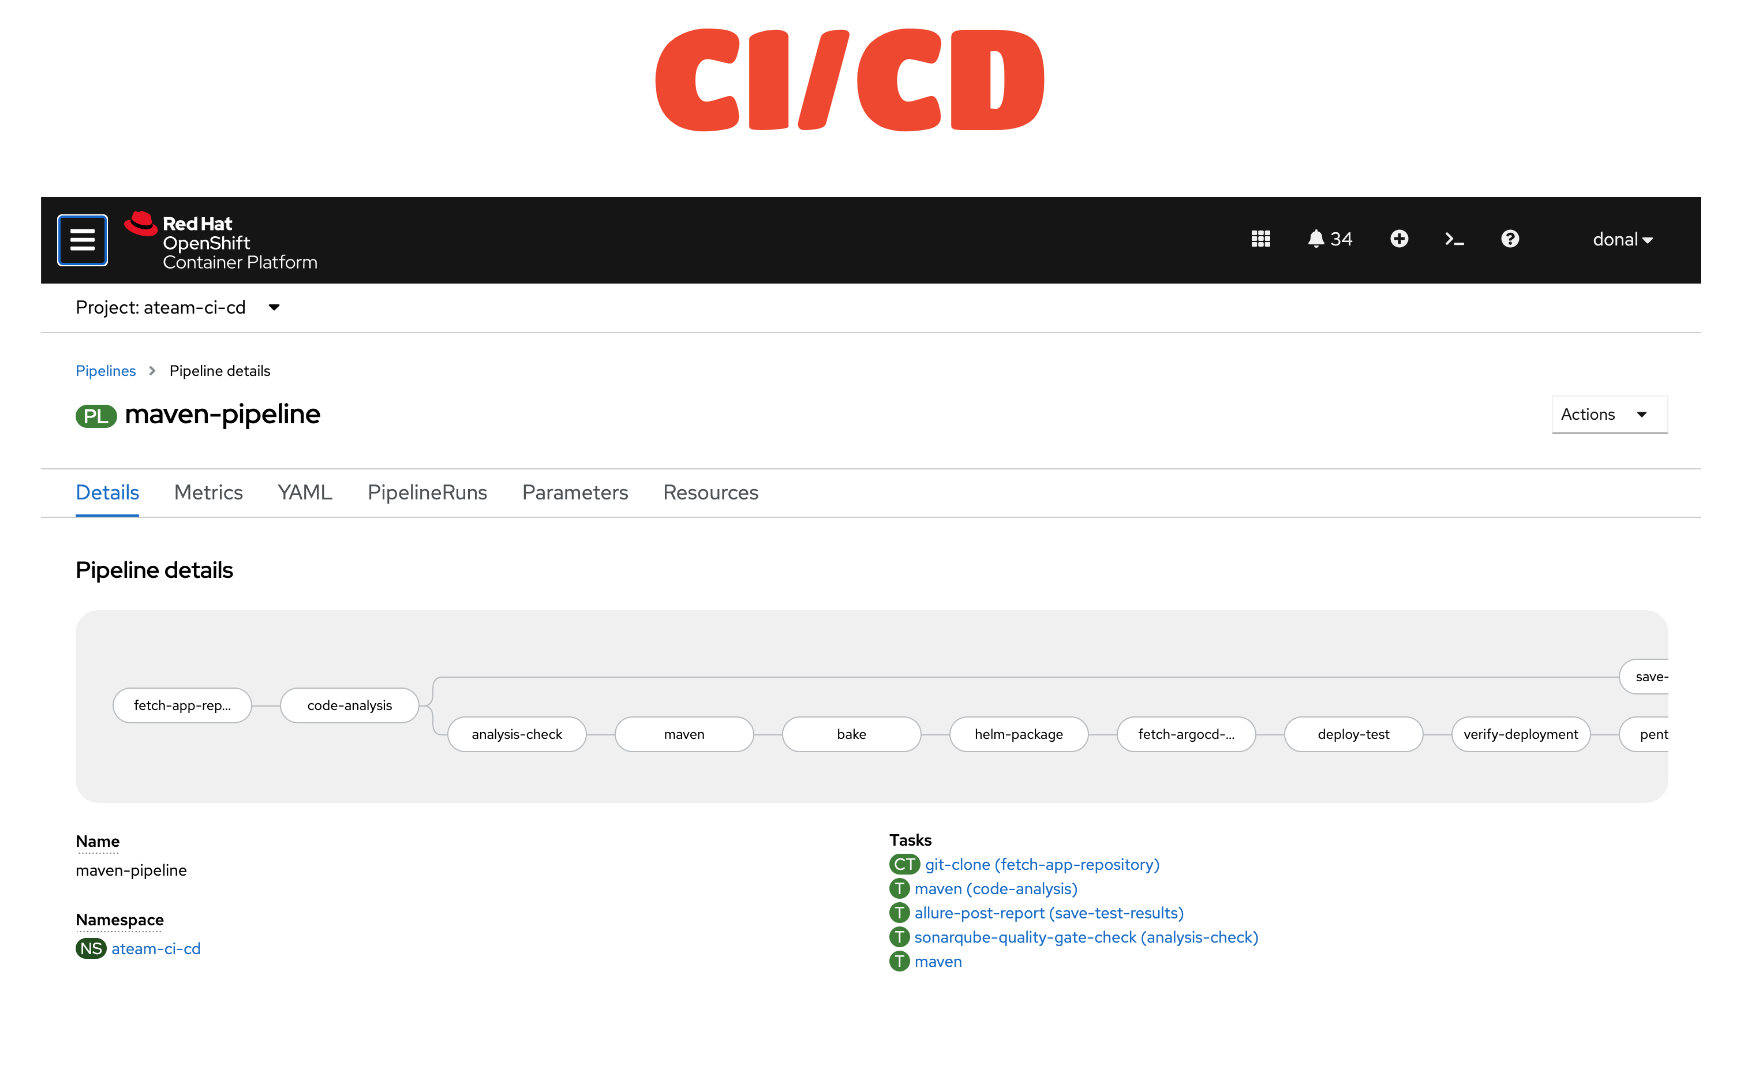 CI/CD
Red Hat
OpenShift
Container Platform
34
donal
Project: ateam-ci-cd
Pipelines > Pipeline details
PL maven-pipeline
Actions
Details Metrics YAML PipelineRuns Parameters Resources
Pipeline details
save-
fetch-app-rep... code-analysis
analysis-check maven bake helm-package fetch-argocd-... deploy-test verify-deployment pent
Name
maven-pipeline
Namespace
NS ateam-ci-cd
Tasks
CT git-clone (fetch-app-repository)
T maven (code-analysis)
T allure-post-report (save-test-results)
T sonarqube-quality-gate-check (analysis-check)
T maven